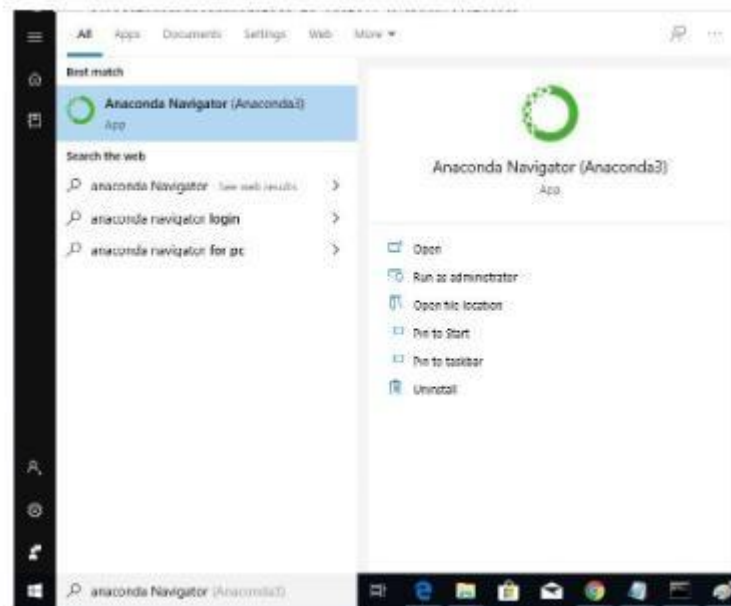 All Apps Documents Settings Web More
Best match
Anaconda Navigator (Anaconda3)
App
Search the web
anaconda Navigator - See web results
anaconda navigator login
anaconda navigator for pc
Anaconda Navigator (Anaconda3)
App
Open
Run as administrator
Open file location
Pin to Start
Pin to taskbar
Uninstall
anaconda Navigator (Anaconda3)